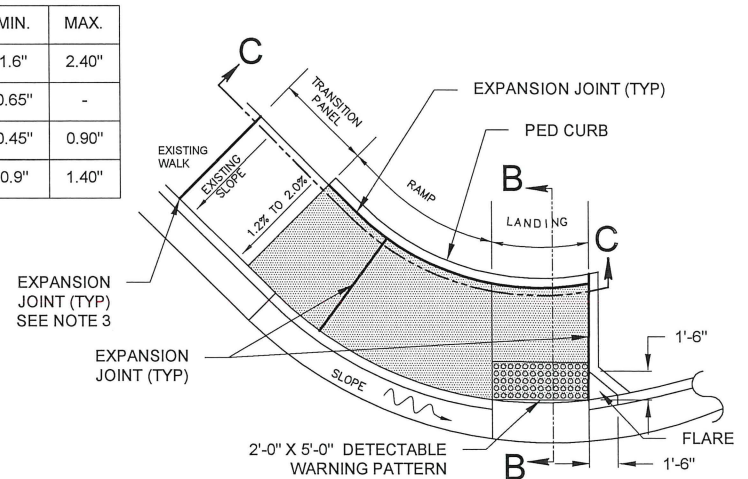 MIN. MAX.
1.6" 2.40"
0.65" -
0.45" 0.90"
0.9" 1.40"
C
TRANSITION
PANEL
EXPANSION JOINT (TYP)
PED CURB
EXISTING
WALK
EXISTING
SLOPE
1.2% TO 2.0%
RAMP
B
LANDING
C
EXPANSION
JOINT (TYP)
SEE NOTE 3
EXPANSION
JOINT (TYP)
SLOPE
1'-6"
2'-0" X 5'-0" DETECTABLE
WARNING PATTERN
B
FLARE
1'-6"